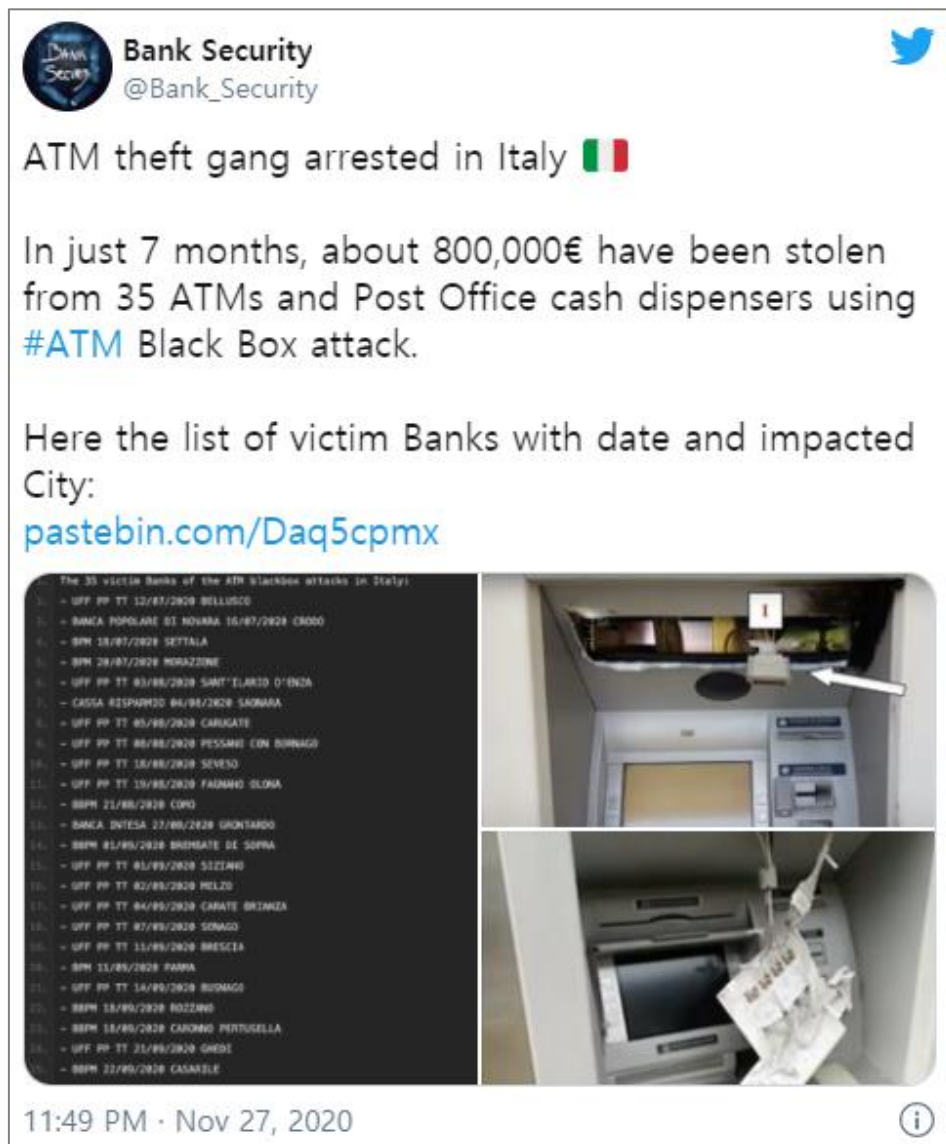 Bank Security
@Bank_Security
ATM theft gang arrested in Italy
In just 7 months, about 800,000€ have been stolen
from 35 ATMs and Post Office cash dispensers using
#ATM Black Box attack.
Here the list of victim Banks with date and impacted
City:
pastebin.com/Daq5cpmx
The 35 victim Banks of the ATM blackbox attacks in Italy:
- UFF PP TT 12/07/2020 BELLUSCO
- BANCA POPOLARE DI NOVARA 16/07/2020 CRODO
- BPM 18/07/2020 SETTALA
- BPM 20/07/2020 MORAZZONE
- UFF PP TT 03/08/2020 SANT'ILARIO D'ENZA
- CASSA RISPARMIO 04/08/2020
- UFF PP TT 05/08/2020 CARUGATE
- UFF PP TT 08/08/2020 PESSANO CON BORNAGO
- UFF PP TT 18/08/2020 SEVESO
- UFF PP TT 19/08/2020 FAGNANO OLONA
- BBPM 21/08/2020 COMO
- BANCA INTESA 27/08/2020 GRONTARDO
- BBPM 01/09/2020 BREMBATE DI SOPRA
- UFF PP TT 01/09/2020 SIZIANO
- UFF PP TT 02/09/2020 MELZO
- UFF PP TT 04/09/2020 CARATE BRIANZA
- UFF PP TT 07/09/2020 SENAGO
- UFF PP TT 11/09/2020 BRESCIA
- BPM 11/09/2020 PARMA
- UFF PP TT 14/09/2020 BUSNAGO
- BBPM 18/09/2020 ROZZANO
- BBPM 18/09/2020 CARONNO PERTUSELLA
- UFF PP TT 21/09/2020 GHEDI
- BBPM 22/09/2020 CASARILE
1
11:49 PM · Nov 27, 2020